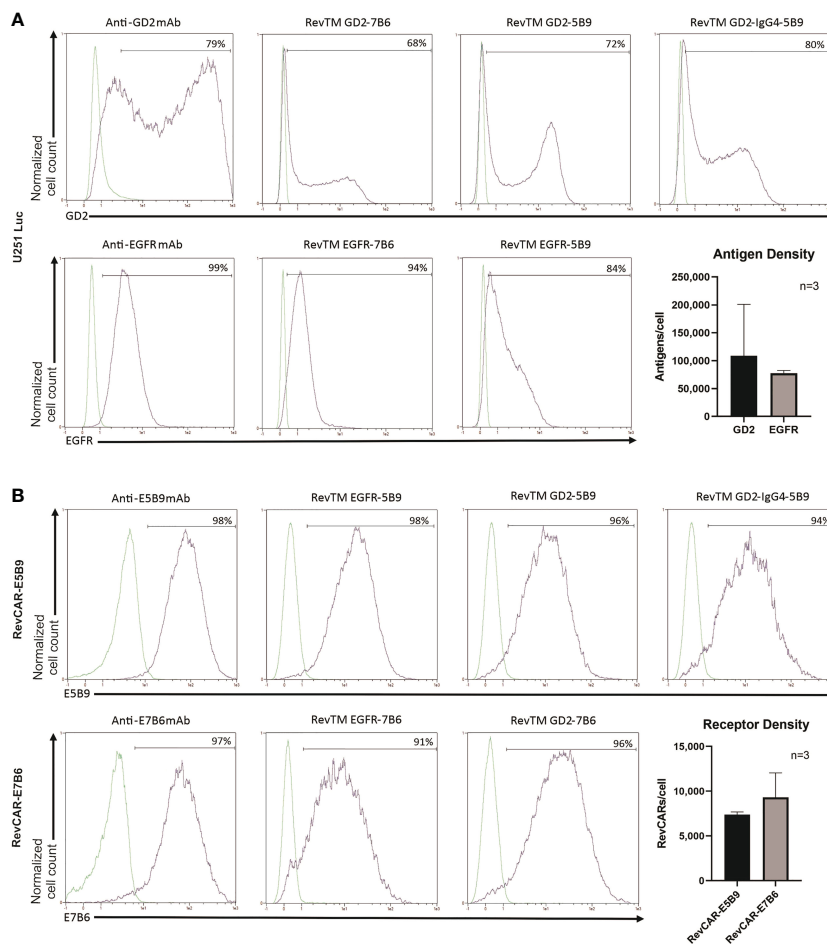 A
Anti-GD2mAb
RevTM GD2-7B6
RevTM GD2-5B9
RevTM GD2-IgG4-5B9
79%
68%
72%
80%
Normalized
cell count
GD2
U251 Luc
Anti-EGFRmAb
RevTM EGFR-7B6
RevTM EGFR-5B9
99%
94%
84%
Normalized
cell count
EGFR
Antigen Density
n=3
Antigens/cell
250,000
200,000
150,000
100,000
50,000
0
GD2
EGFR
B
Anti-E5B9mAb
RevTM EGFR-5B9
RevTM GD2-5B9
RevTM GD2-IgG4-5B9
98%
98%
96%
94%
RevCAR-E5B9
Normalized
cell count
E5B9
Anti-E7B6mAb
RevTM EGFR-7B6
RevTM GD2-7B6
97%
91%
96%
RevCAR-E7B6
Normalized
cell count
E7B6
Receptor Density
n=3
RevCARs/cell
15,000
10,000
5,000
0
RevCAR-E5B9
RevCAR-E7B6